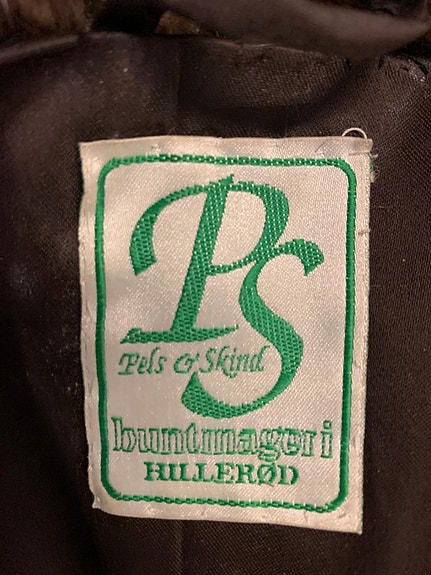 PS
Pels & Skind
buntmageri
HILLERØD